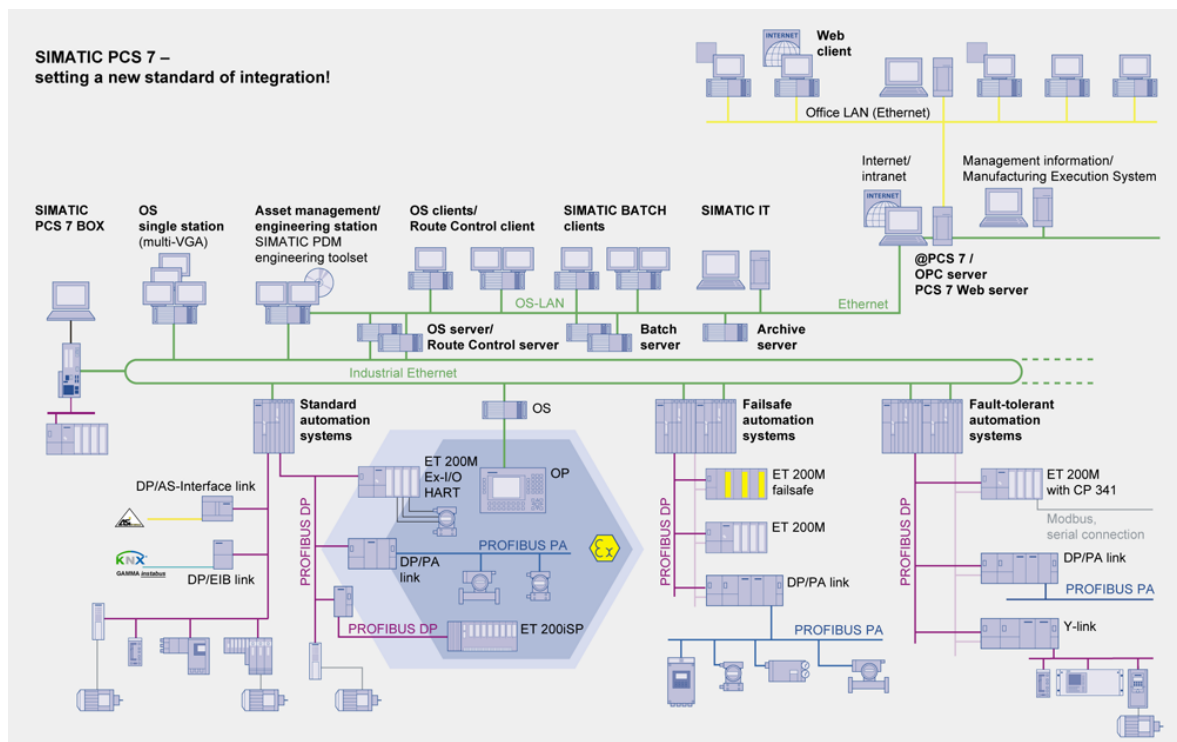 SIMATIC PCS 7 –
setting a new standard of integration!
INTERNET
Web
client
Office LAN (Ethernet)
Internet/
intranet
INTERNET
Management information/
Manufacturing Execution System
SIMATIC
PCS 7 BOX
OS
single station
(multi-VGA)
Asset management/
engineering station
SIMATIC PDM
engineering toolset
OS clients/
Route Control client
SIMATIC BATCH
clients
SIMATIC IT
@PCS 7 /
OPC server
PCS 7 Web server
OS-LAN
Ethernet
OS server/
Route Control server
Batch
server
Archive
server
Industrial Ethernet
Standard
automation
systems
OS
Failsafe
automation
systems
Fault-tolerant
automation
systems
ET 200M
Ex-I/O
HART
OP
ET 200M
failsafe
ET 200M
with CP 341
DP/AS-Interface link
PROFIBUS DP
PROFIBUS DP
PROFIBUS DP
Modbus,
serial connection
ET 200M
PROFIBUS PA
Ex
DP/PA
link
DP/PA link
KNX
GAMMA instabus
DP/EIB link
DP/PA link
PROFIBUS PA
PROFIBUS DP
ET 200iSP
PROFIBUS PA
Y-link